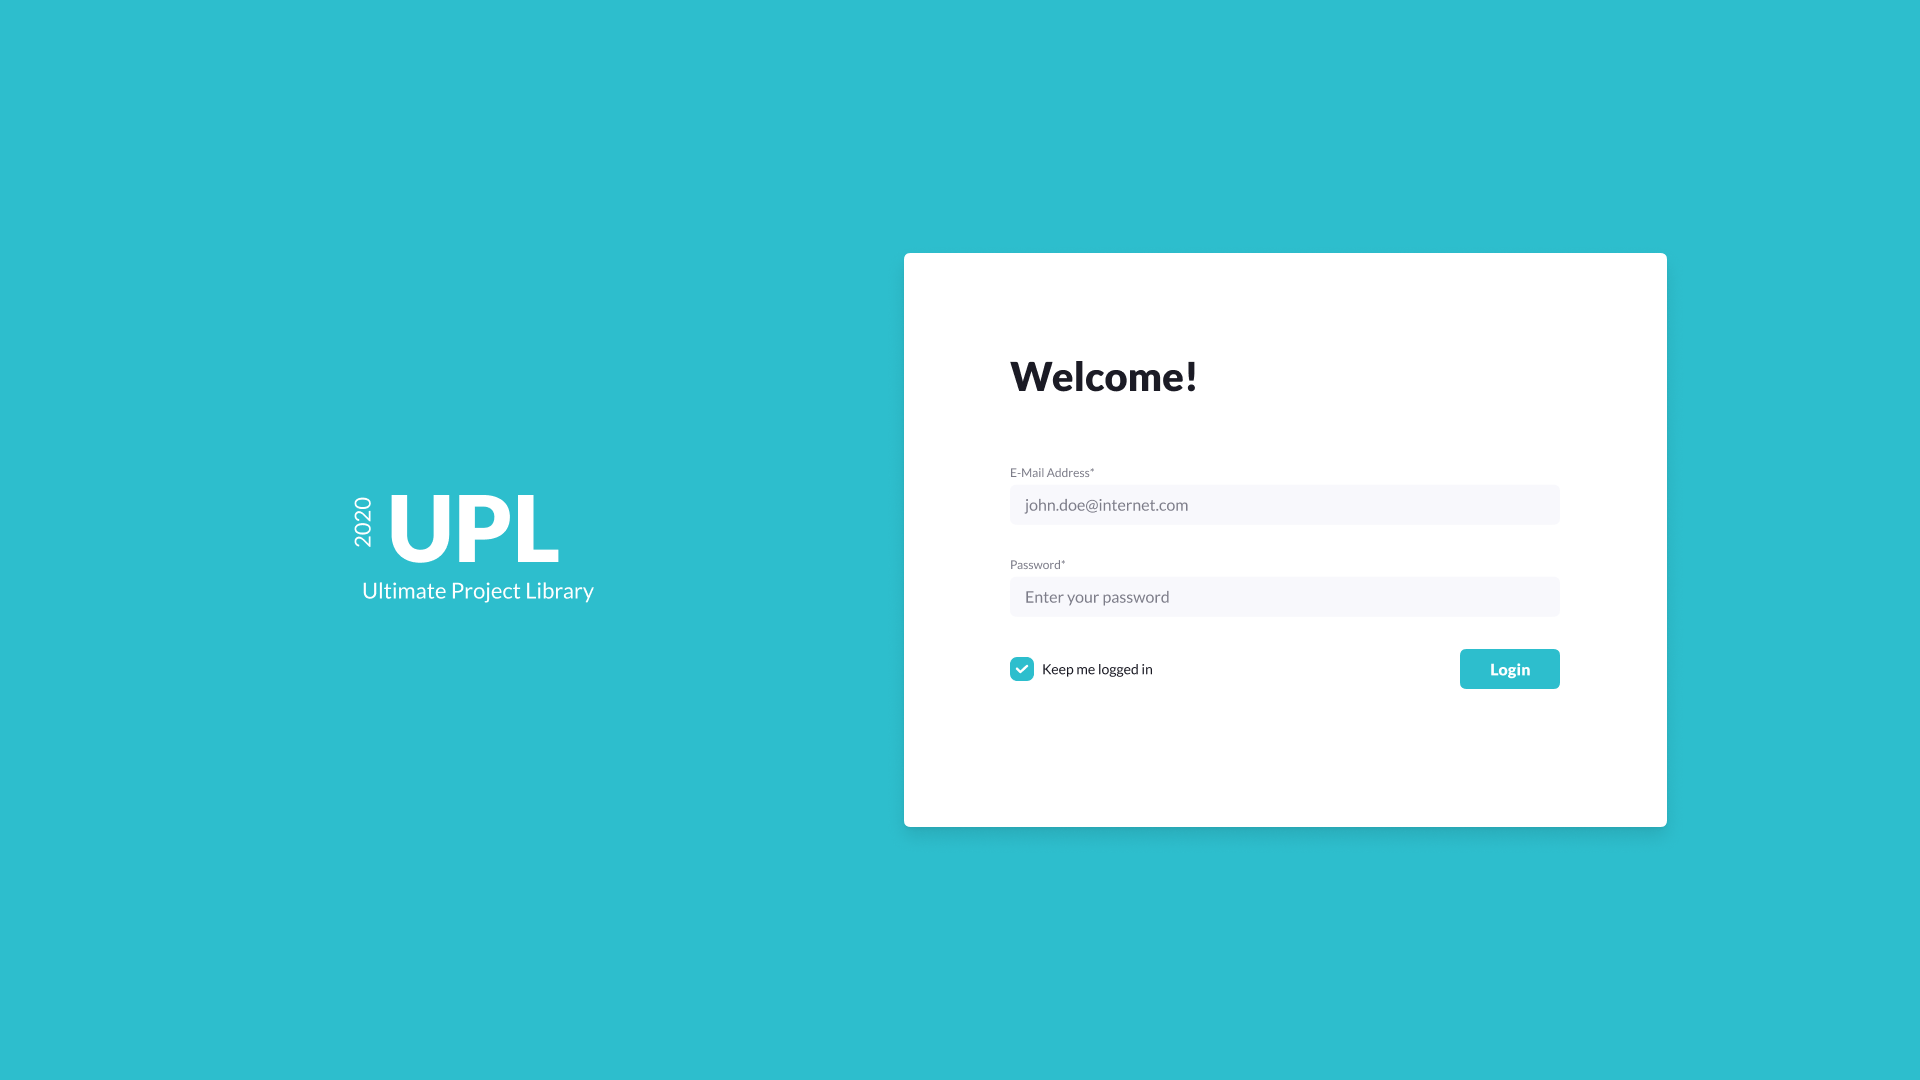 2020
UPL
Ultimate Project Library
Welcome!
E-Mail Address*
john.doe@internet.com
Password*
Enter your password
Keep me logged in
Login